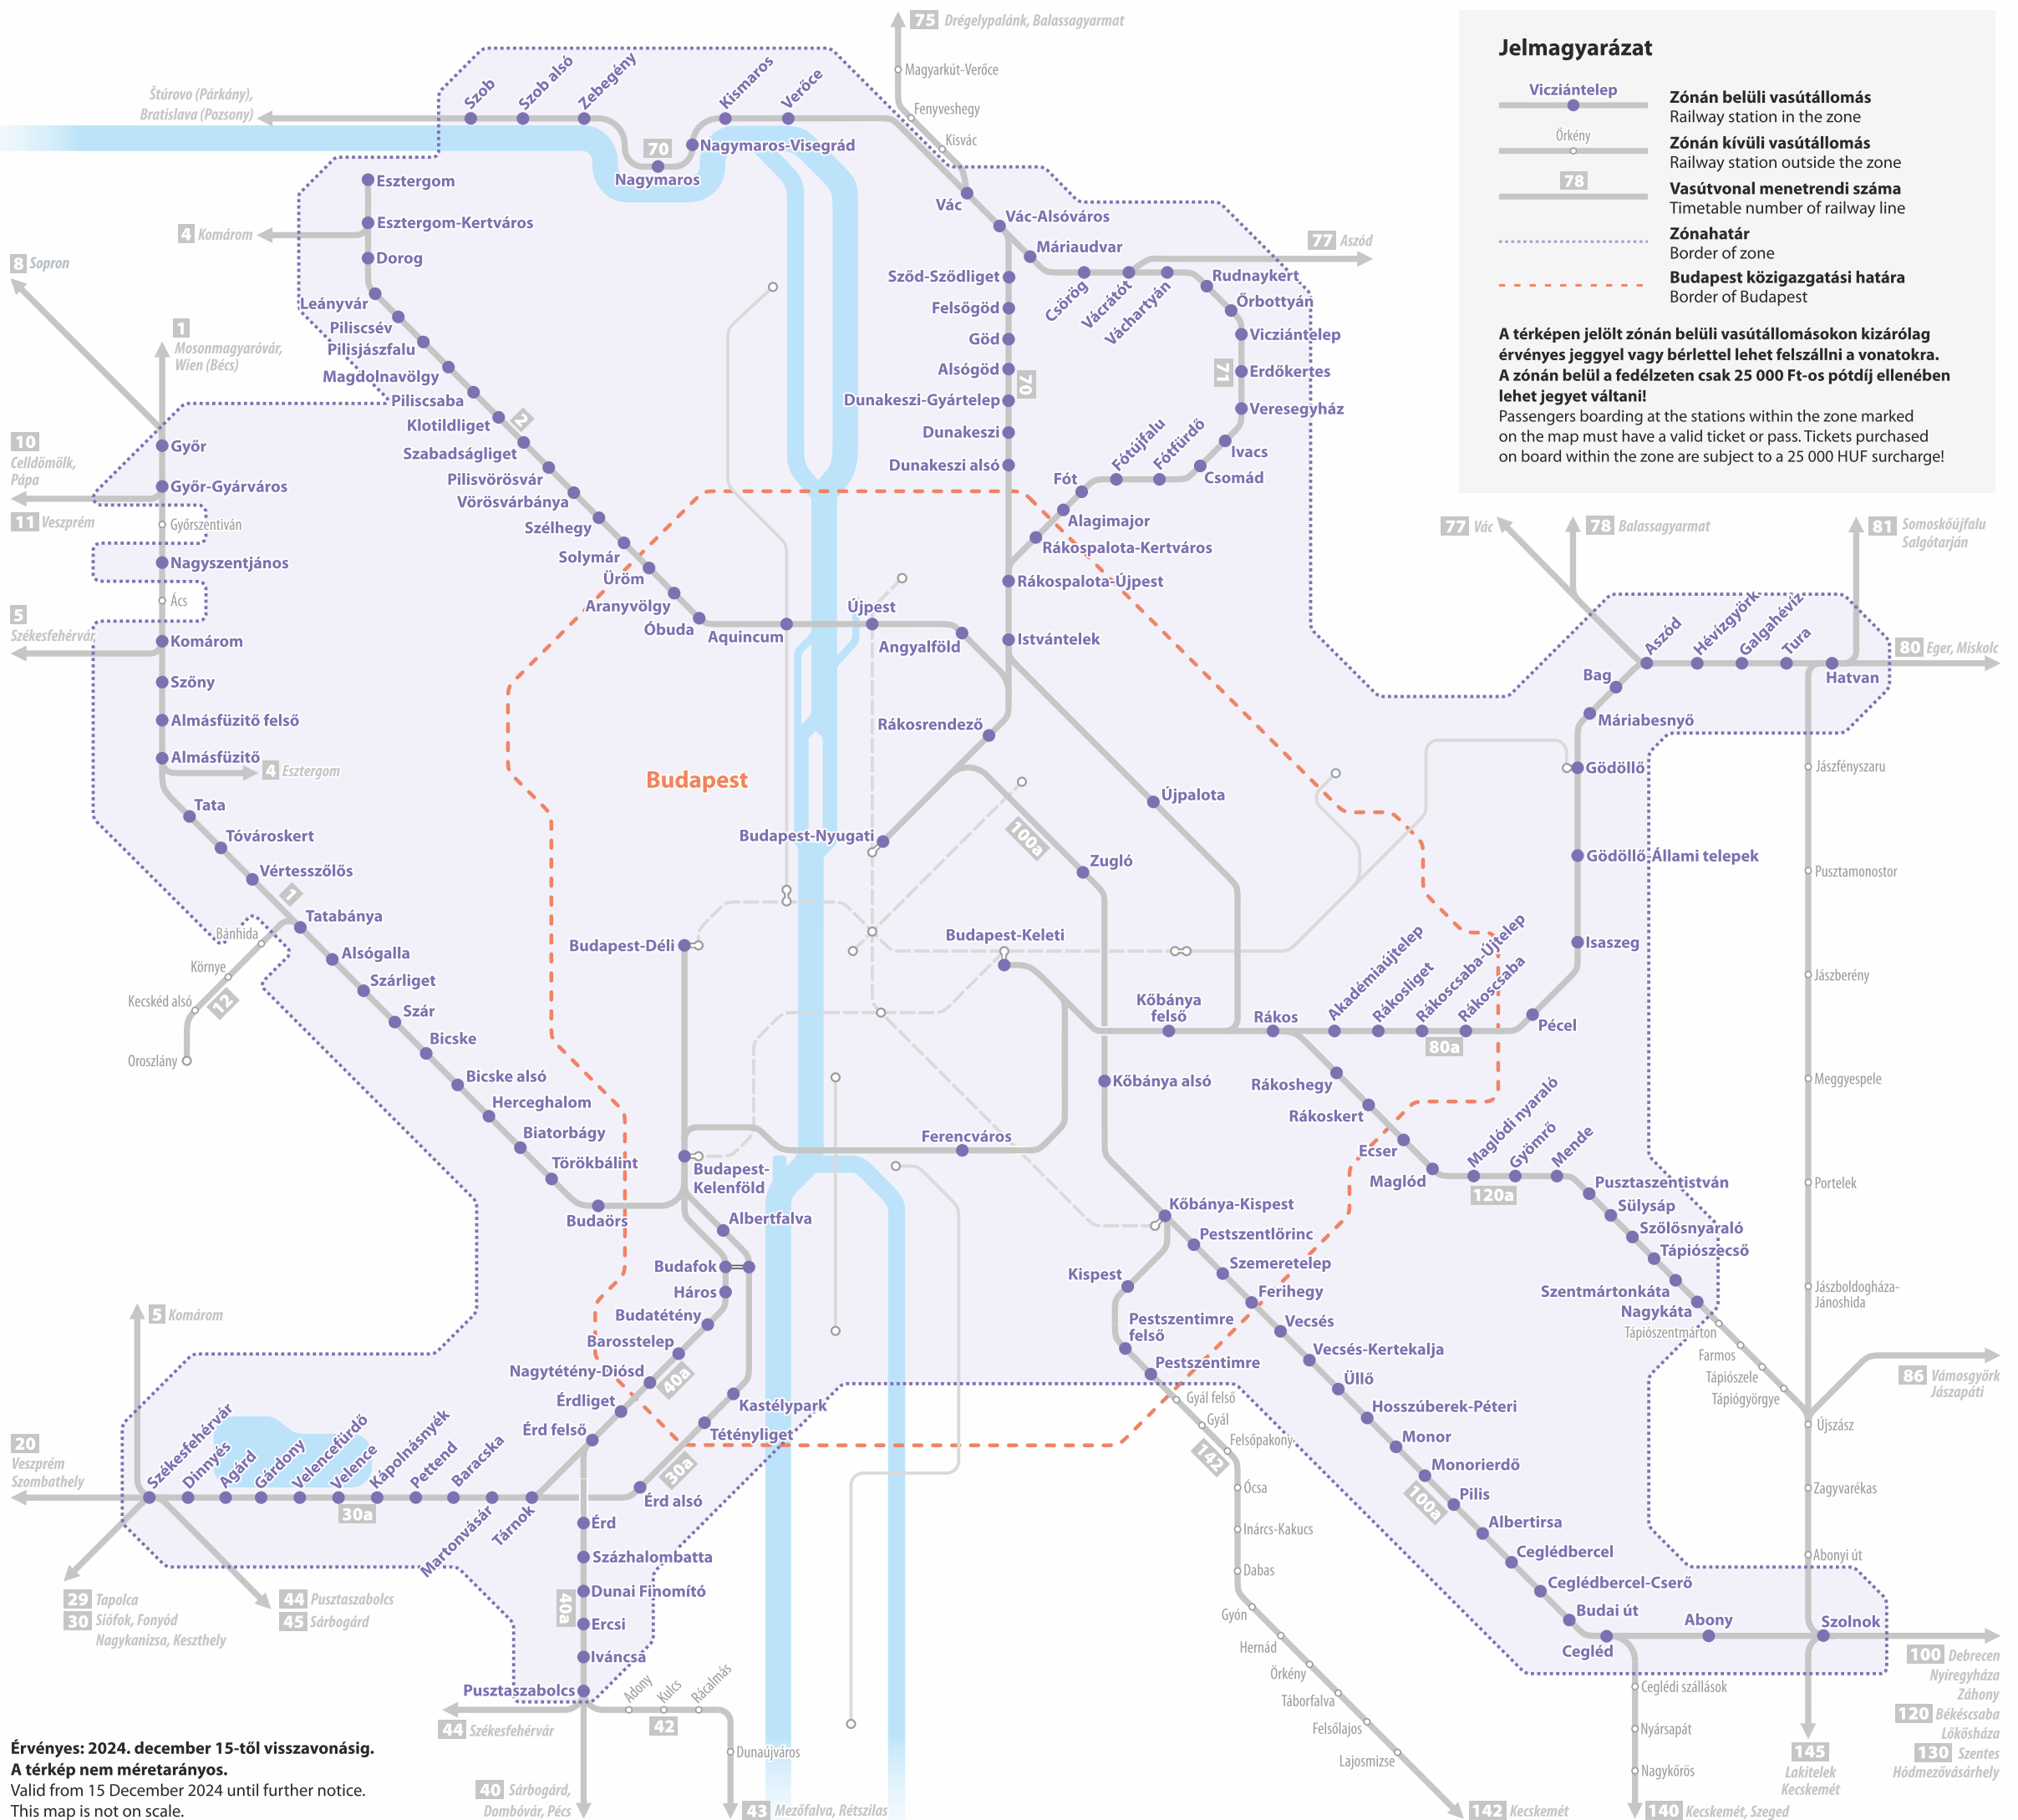 75 Drégelypalánk, Balassagyarmat
Magyarkút-Verőce
Fenyveshegy
Kisvác
Štúrovo (Párkány),
Bratislava (Pozsony)
Szob
Szob alsó
Zebegény
70
Nagymaros
Nagymaros-Visegrád
Kismaros
Verőce
Vác
Vác-Alsóváros
Máriaudvar
77 Aszód
Csörög
Vácrátót
Váchartyán
Rudnaykert
Őrbottyán
Vicziántelep
71
Erdőkertes
Veresegyház
Ivacs
Csomád
Fótfürdő
Fótújfalu
Fót
Alagimajor
Rákospalota-Kertváros
Sződ-Sződliget
Felsőgöd
Göd
Alsógöd
70
Dunakeszi-Gyártelep
Dunakeszi
Dunakeszi alsó
Rákospalota-Újpest
Istvántelek
Esztergom
Esztergom-Kertváros
4 Komárom
Dorog
Leányvár
Piliscsév
Pilisjászfalu
Magdolnavölgy
Piliscsaba
Klotildliget
2
Szabadságliget
Pilisvörösvár
Vörösvárbánya
Szélhegy
Solymár
Üröm
Aranyvölgy
Óbuda
Aquincum
Újpest
Angyalföld
Rákosrendező
Budapest
Budapest-Nyugati
100a
Zugló
Újpalota
8 Sopron
1
Mosonmagyaróvár,
Wien (Bécs)
Győr
10
Celldömölk,
Pápa
Győr-Gyárváros
11 Veszprém
Győrszentiván
Nagyszentjános
Ács
5
Székesfehérvár
Komárom
Szőny
Almásfüzitő felső
Almásfüzitő
4 Esztergom
Tata
Tóvároskert
Vértesszőlős
1
Tatabánya
Bánhida
Környe
Kecskéd alsó
12
Oroszlány
Alsógalla
Szárliget
Szár
Bicske
Bicske alsó
Herceghalom
Biatorbágy
Törökbálint
Budaörs
Budapest-Déli
Budapest-Keleti
Kőbánya
felső
Rákos
Akadémiaújtelep
Rákosliget
Rákoscsaba-Újtelep
Rákoscsaba
80a
Pécel
Isaszeg
Gödöllő-Állami telepek
Gödöllő
Máriabesnyő
Bag
Aszód
Hévízgyörk
Galgahévíz
Tura
Hatvan
77 Vác
78 Balassagyarmat
81 Somoskőújfalu
Salgótarján
80 Eger, Miskolc
Jászfényszaru
Pusztamonostor
Jászberény
Meggyespele
Portelek
Jászboldogháza-
Jánoshida
86 Vámosgyörk
Jászapáti
Újszász
Zagyvarékas
Abonyi út
Kőbánya alsó
Rákoshegy
Rákoskert
Ecser
Maglód
Maglódi nyaraló
Gyömrő
Mende
120a
Pusztaszentistván
Sülysáp
Szőlősnyaraló
Tápiószecső
Szentmártonkáta
Nagykáta
Tápiószentmárton
Farmos
Tápiószele
Tápiógyörgye
Ferencváros
Budapest-
Kelenföld
Albertfalva
Budafok
Háros
Budatétény
Barosstelep
Nagytétény-Diósd
40a
Érdliget
Érd felső
Kastélypark
Tétényliget
30a
Érd alsó
Kőbánya-Kispest
Pestszentlőrinc
Szemeretelep
Ferihegy
Vecsés
Vecsés-Kertekalja
Üllő
Hosszúberek-Péteri
Monor
Monorierdő
100a
Pilis
Albertirsa
Ceglédbercel
Ceglédbercel-Cserő
Budai út
Cegléd
Abony
Szolnok
Kispest
Pestszentimre
felső
Pestszentimre
Gyál felső
Gyál
Felsőpakony
142
Ócsa
Inárcs-Kakucs
Dabas
Gyón
Hernád
Örkény
Táborfalva
Felsőlajos
Lajosmizse
142 Kecskemét
Ceglédi szállások
Nyársapát
Nagykőrös
140 Kecskemét, Szeged
145
Lakitelek
Kecskemét
100 Debrecen
Nyíregyháza
Záhony
120 Békéscsaba
Lőkösháza
130 Szentes
Hódmezővásárhely
5 Komárom
20
Veszprém
Szombathely
Székesfehérvár
Dinnyés
Agárd
Gárdony
Velencefürdő
Velence
30a
Kápolnásnyék
Pettend
Baracska
Martonvásár
Tárnok
29 Tapolca
30 Siófok, Fonyód
Nagykanizsa, Keszthely
44 Pusztaszabolcs
45 Sárbogárd
Érd
Százhalombatta
Dunai Finomító
40a
Ercsi
Iváncsa
Pusztaszabolcs
44 Székesfehérvár
Adony
Kulcs
Rácalmás
42
Dunaújváros
40 Sárbogárd,
Dombóvár, Pécs
43 Mezőfalva, Rétszilas
Érvényes: 2024. december 15-től visszavonásig.
A térkép nem méretarányos.
Valid from 15 December 2024 until further notice.
This map is not on scale.
Jelmagyarázat
Vicziántelep
Zónán belüli vasútállomás
Railway station in the zone
Örkény
Zónán kívüli vasútállomás
Railway station outside the zone
78
Vasútvonal menetrendi száma
Timetable number of railway line
Zónahatár
Border of zone
Budapest közigazgatási határa
Border of Budapest
A térképen jelölt zónán belüli vasútállomásokon kizárólag
érvényes jeggyel vagy bérlettel lehet felszállni a vonatokra.
A zónán belül a fedélzeten csak 25 000 Ft-os pótdíj ellenében
lehet jegyet váltani!
Passengers boarding at the stations within the zone marked
on the map must have a valid ticket or pass. Tickets purchased
on board within the zone are subject to a 25 000 HUF surcharge!